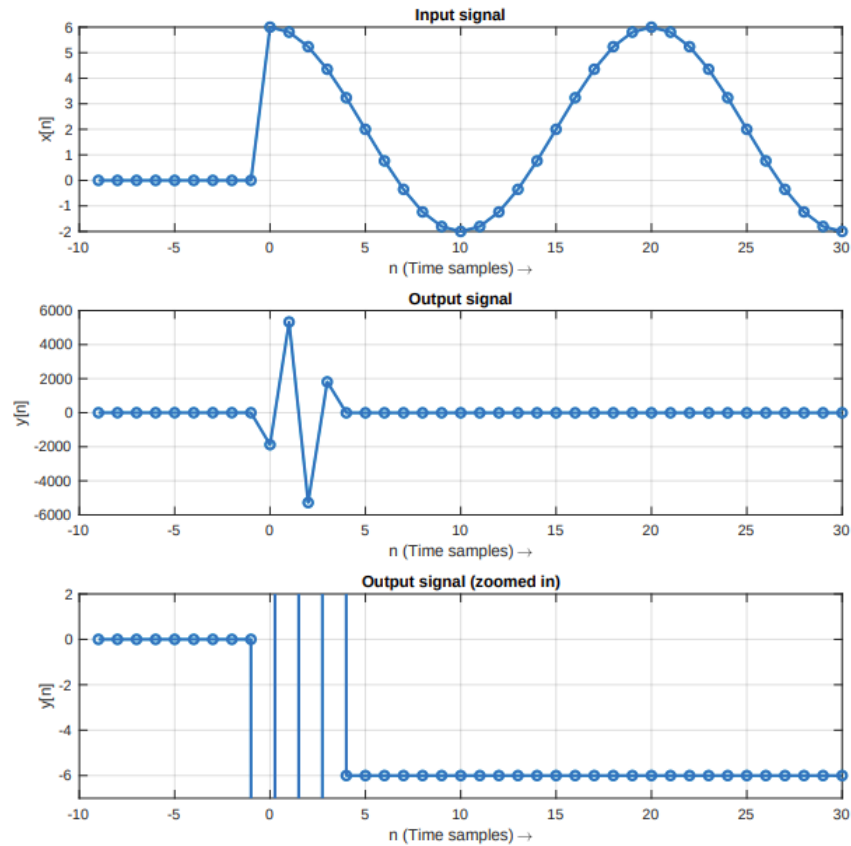 Input signal
6
5
4
3
2
1
0
-1
-2
x[n]
-10 -5 0 5 10 15 20 25 30
n (Time samples) →
Output signal
6000
4000
2000
0
-2000
-4000
-6000
y[n]
-10 -5 0 5 10 15 20 25 30
n (Time samples) →
Output signal (zoomed in)
2
0
-2
-4
-6
y[n]
-10 -5 0 5 10 15 20 25 30
n (Time samples) →